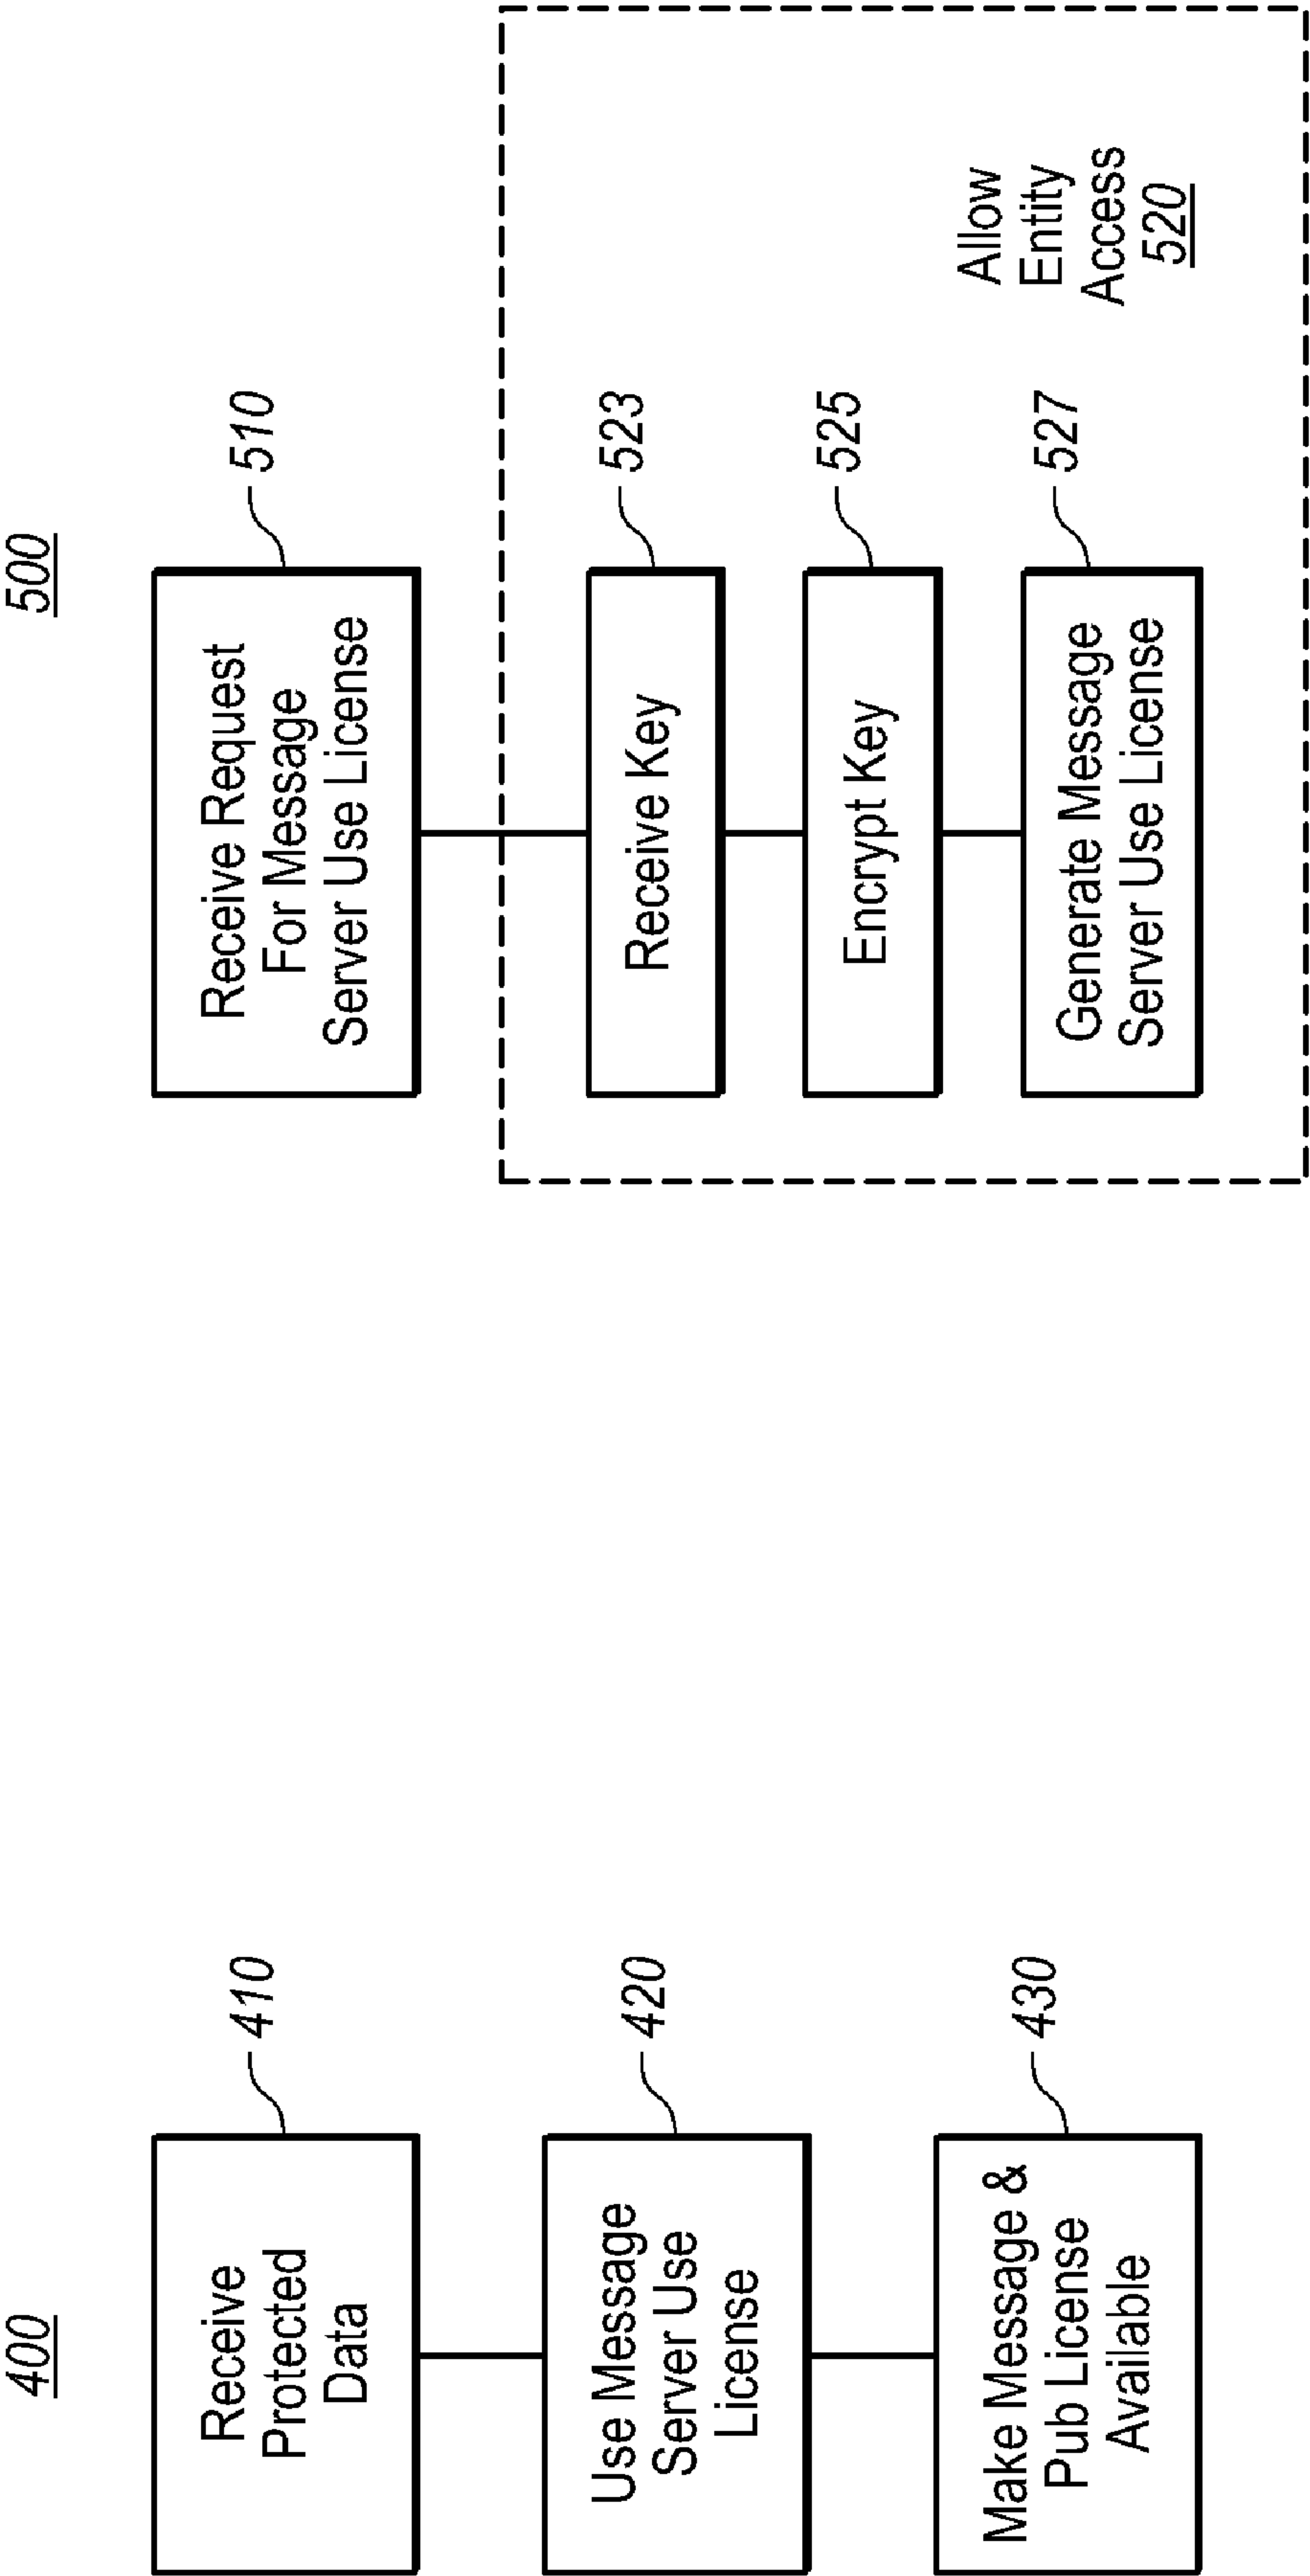 400
Receive
Protected
Data
410
Use Message
Server Use
License
420
Make Message &
Pub License
Available
430
500
Receive Request
For Message
Server Use License
510
Receive Key
523
Encrypt Key
525
Generate Message
Server Use License
527
Allow
Entity
Access
520